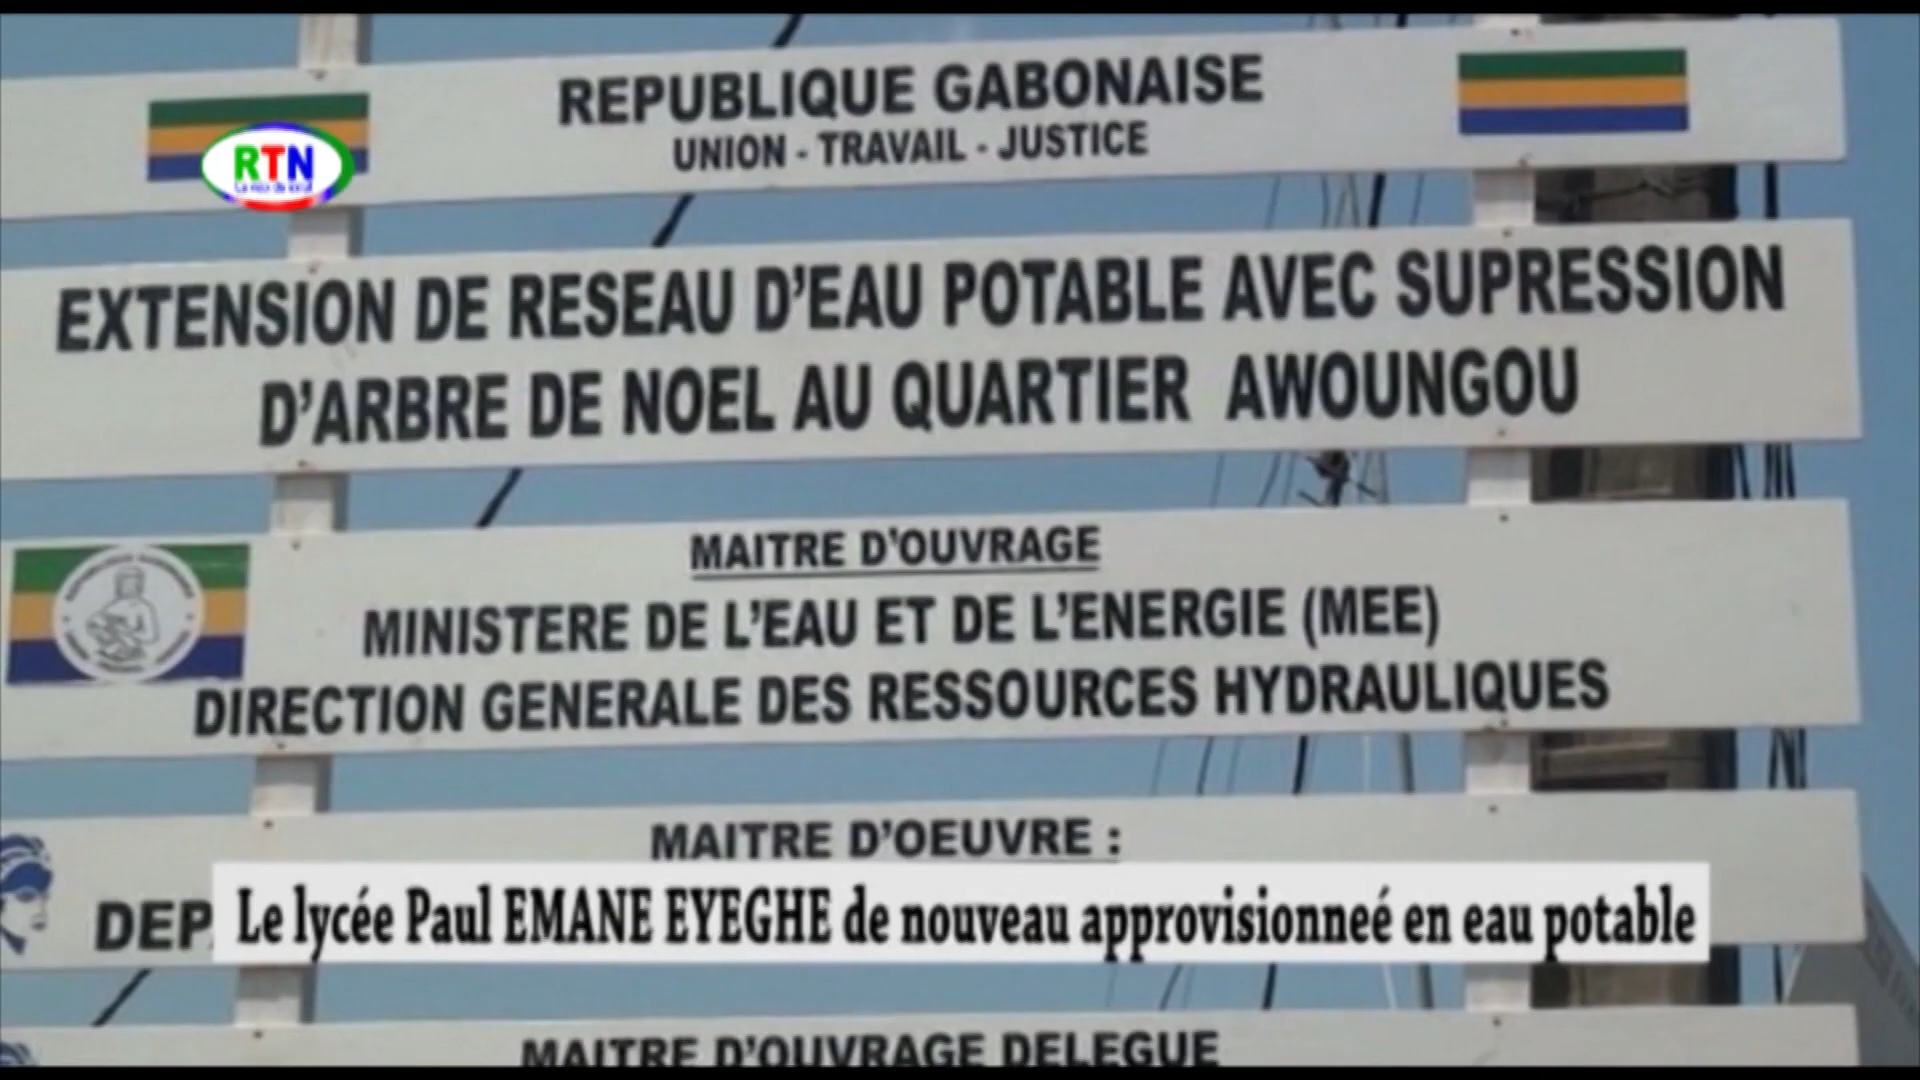 REPUBLIQUE GABONAISE
UNION - TRAVAIL - JUSTICE
RTN
EXTENSION DE RESEAU D'EAU POTABLE AVEC SUPRESSION
D'ARBRE DE NOEL AU QUARTIER AWOUNGOU
MAITRE D'OUVRAGE
MINISTERE DE L'EAU ET DE L'ENERGIE (MEE)
DIRECTION GENERALE DES RESSOURCES HYDRAULIQUES
MAITRE D'OEUVRE :
DEP
Le lycée Paul EMANE EYEGHE de nouveau approvisionneé en eau potable
MAITRE D'OUVRAGE DELEGUE